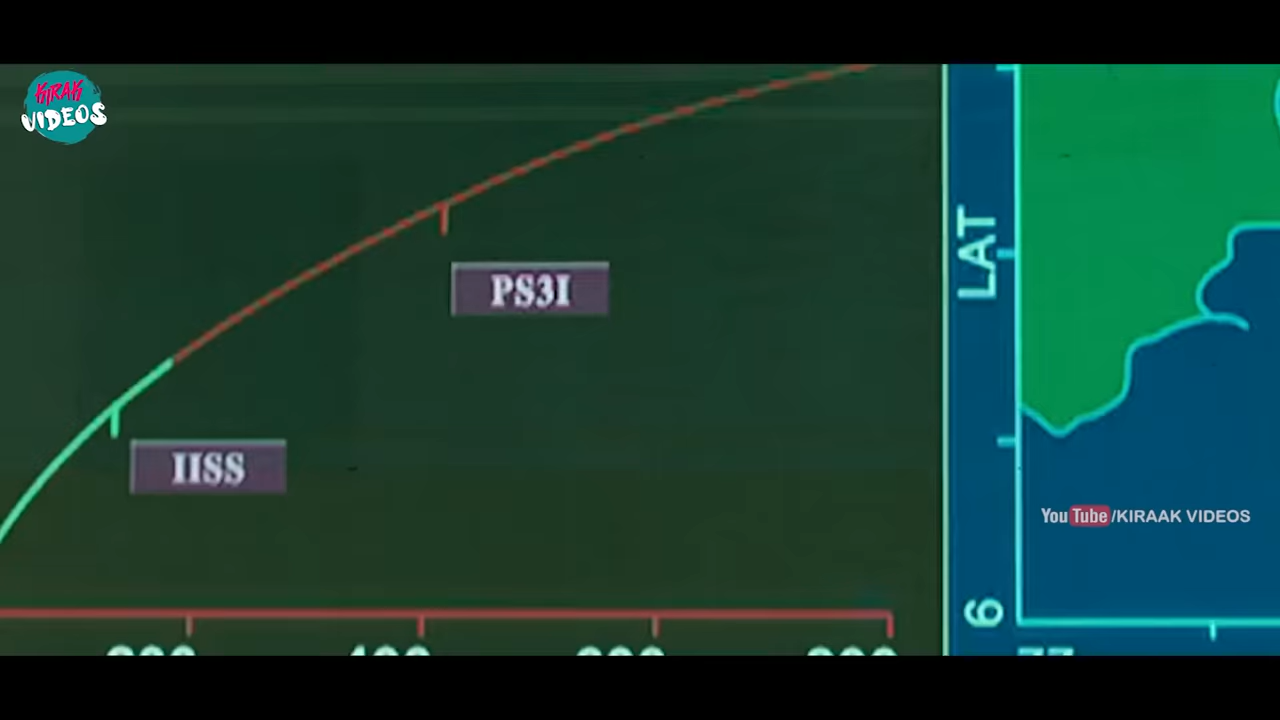 KIRAK
VIDEOS
LAT
PS3I
IISS
YouTube/KIRAAK VIDEOS
6